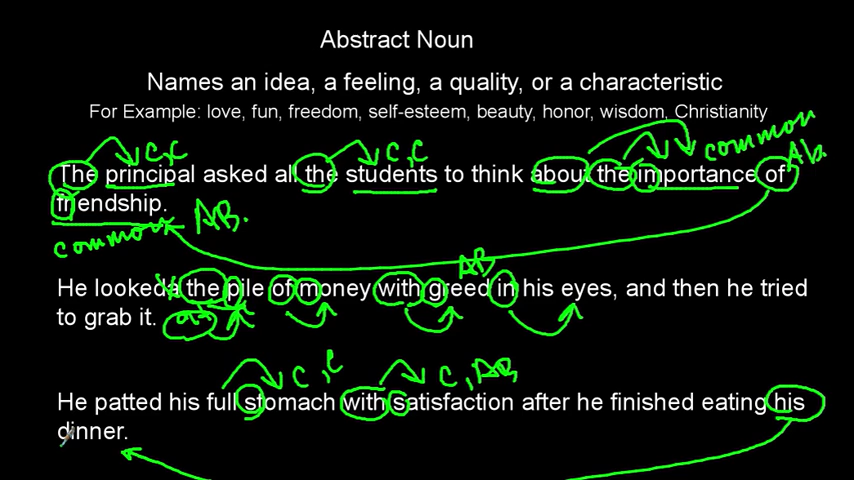 Abstract Noun
Names an idea, a feeling, a quality, or a characteristic
For Example: love, fun, freedom, self-esteem, beauty, honor, wisdom, Christianity
C, C
C, C
common
Ab.
The principal asked all the students to think about the importance of
friendship.
common AB.
AB
He looked the pile of money with greed in his eyes, and then he tried
to grab it.
C, C
C, AB
He patted his full stomach with satisfaction after he finished eating his
dinner.